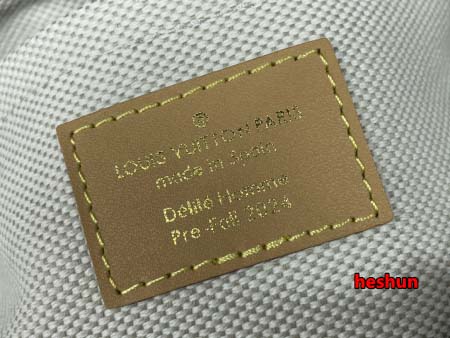 LOUIS VUITTON PARIS
made in Spain
Défilé Homme
Pre-Fall 2024
heshun